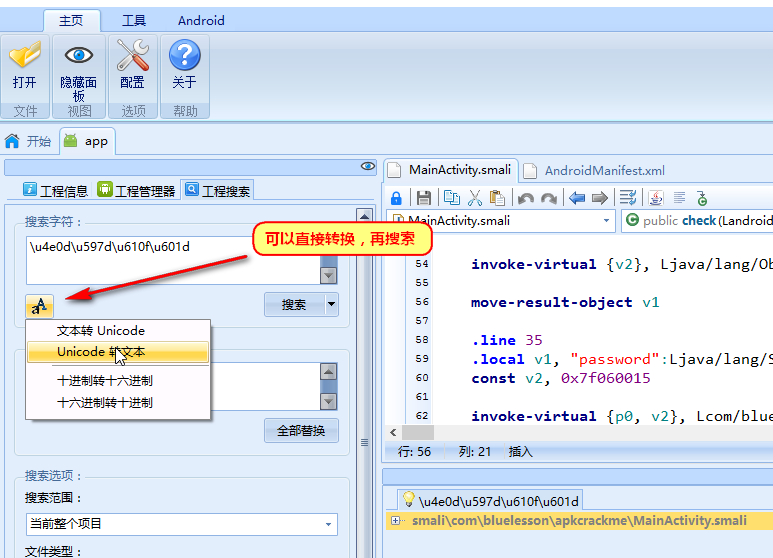 主页 工具 Android
打开 隐藏面板 配置 关于
文件 视图 选项 帮助
开始 app
工程信息 工程管理器 工程搜索
搜索字符：
\u4e0d\u597d\u610f\u601d
可以直接转换，再搜索
搜索
文本转 Unicode
Unicode 转文本
十进制转十六进制
十六进制转十进制
全部替换
搜索选项：
搜索范围：
当前整个项目
文件类型：
MainActivity.smali AndroidManifest.xml
MainActivity.smali public check(Landroid
54 invoke-virtual {v2}, Ljava/lang/Ob
55
56 move-result-object v1
57
58 .line 35
59 .local v1, "password":Ljava/lang/S
60 const v2, 0x7f060015
61
62 invoke-virtual {p0, v2}, Lcom/blue
行: 56 列: 21 插入
\u4e0d\u597d\u610f\u601d
smali\com\bluelesson\apkcrackme\MainActivity.smali